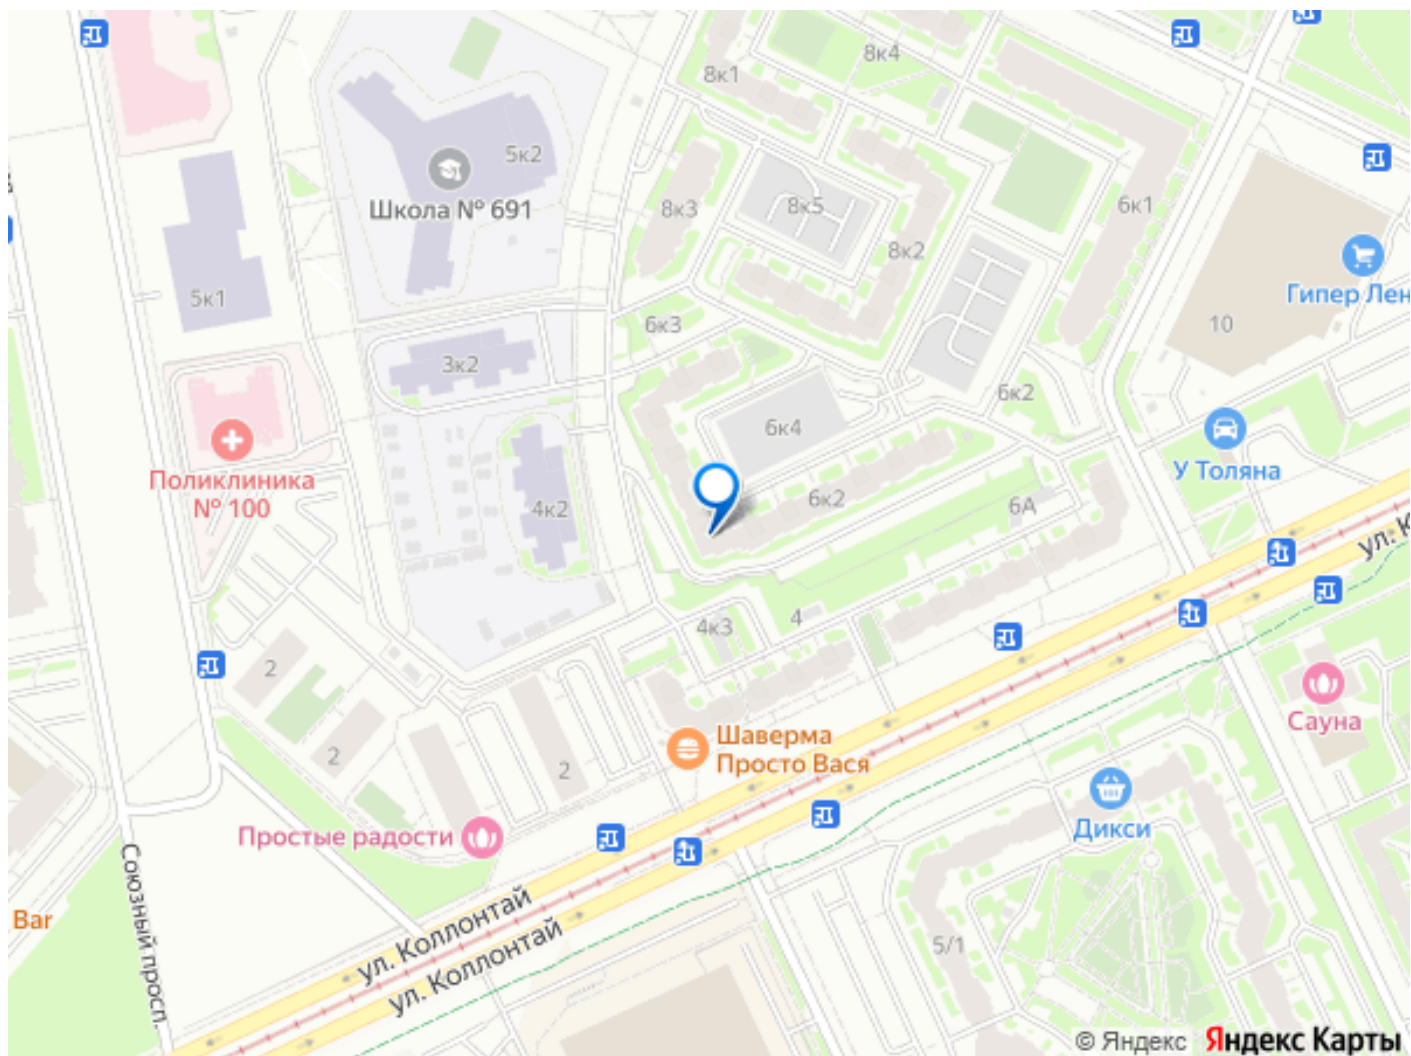 8к4
8к1
5к2
Школа № 691
8к3
8к5
6к1
8к2
5к1
Гипер Лен
6к3
10
3к2
6к2
6к4
У Толяна
Поликлиника
№ 100
6к2
4к2
6А
ул. К
4
4к3
2
Сауна
Шаверма
Просто Вася
2
2
Дикси
Простые радости
Союзный просп.
Bar
ул. Коллонтай
ул. Коллонтай
5/1
© Яндекс Яндекс Карты